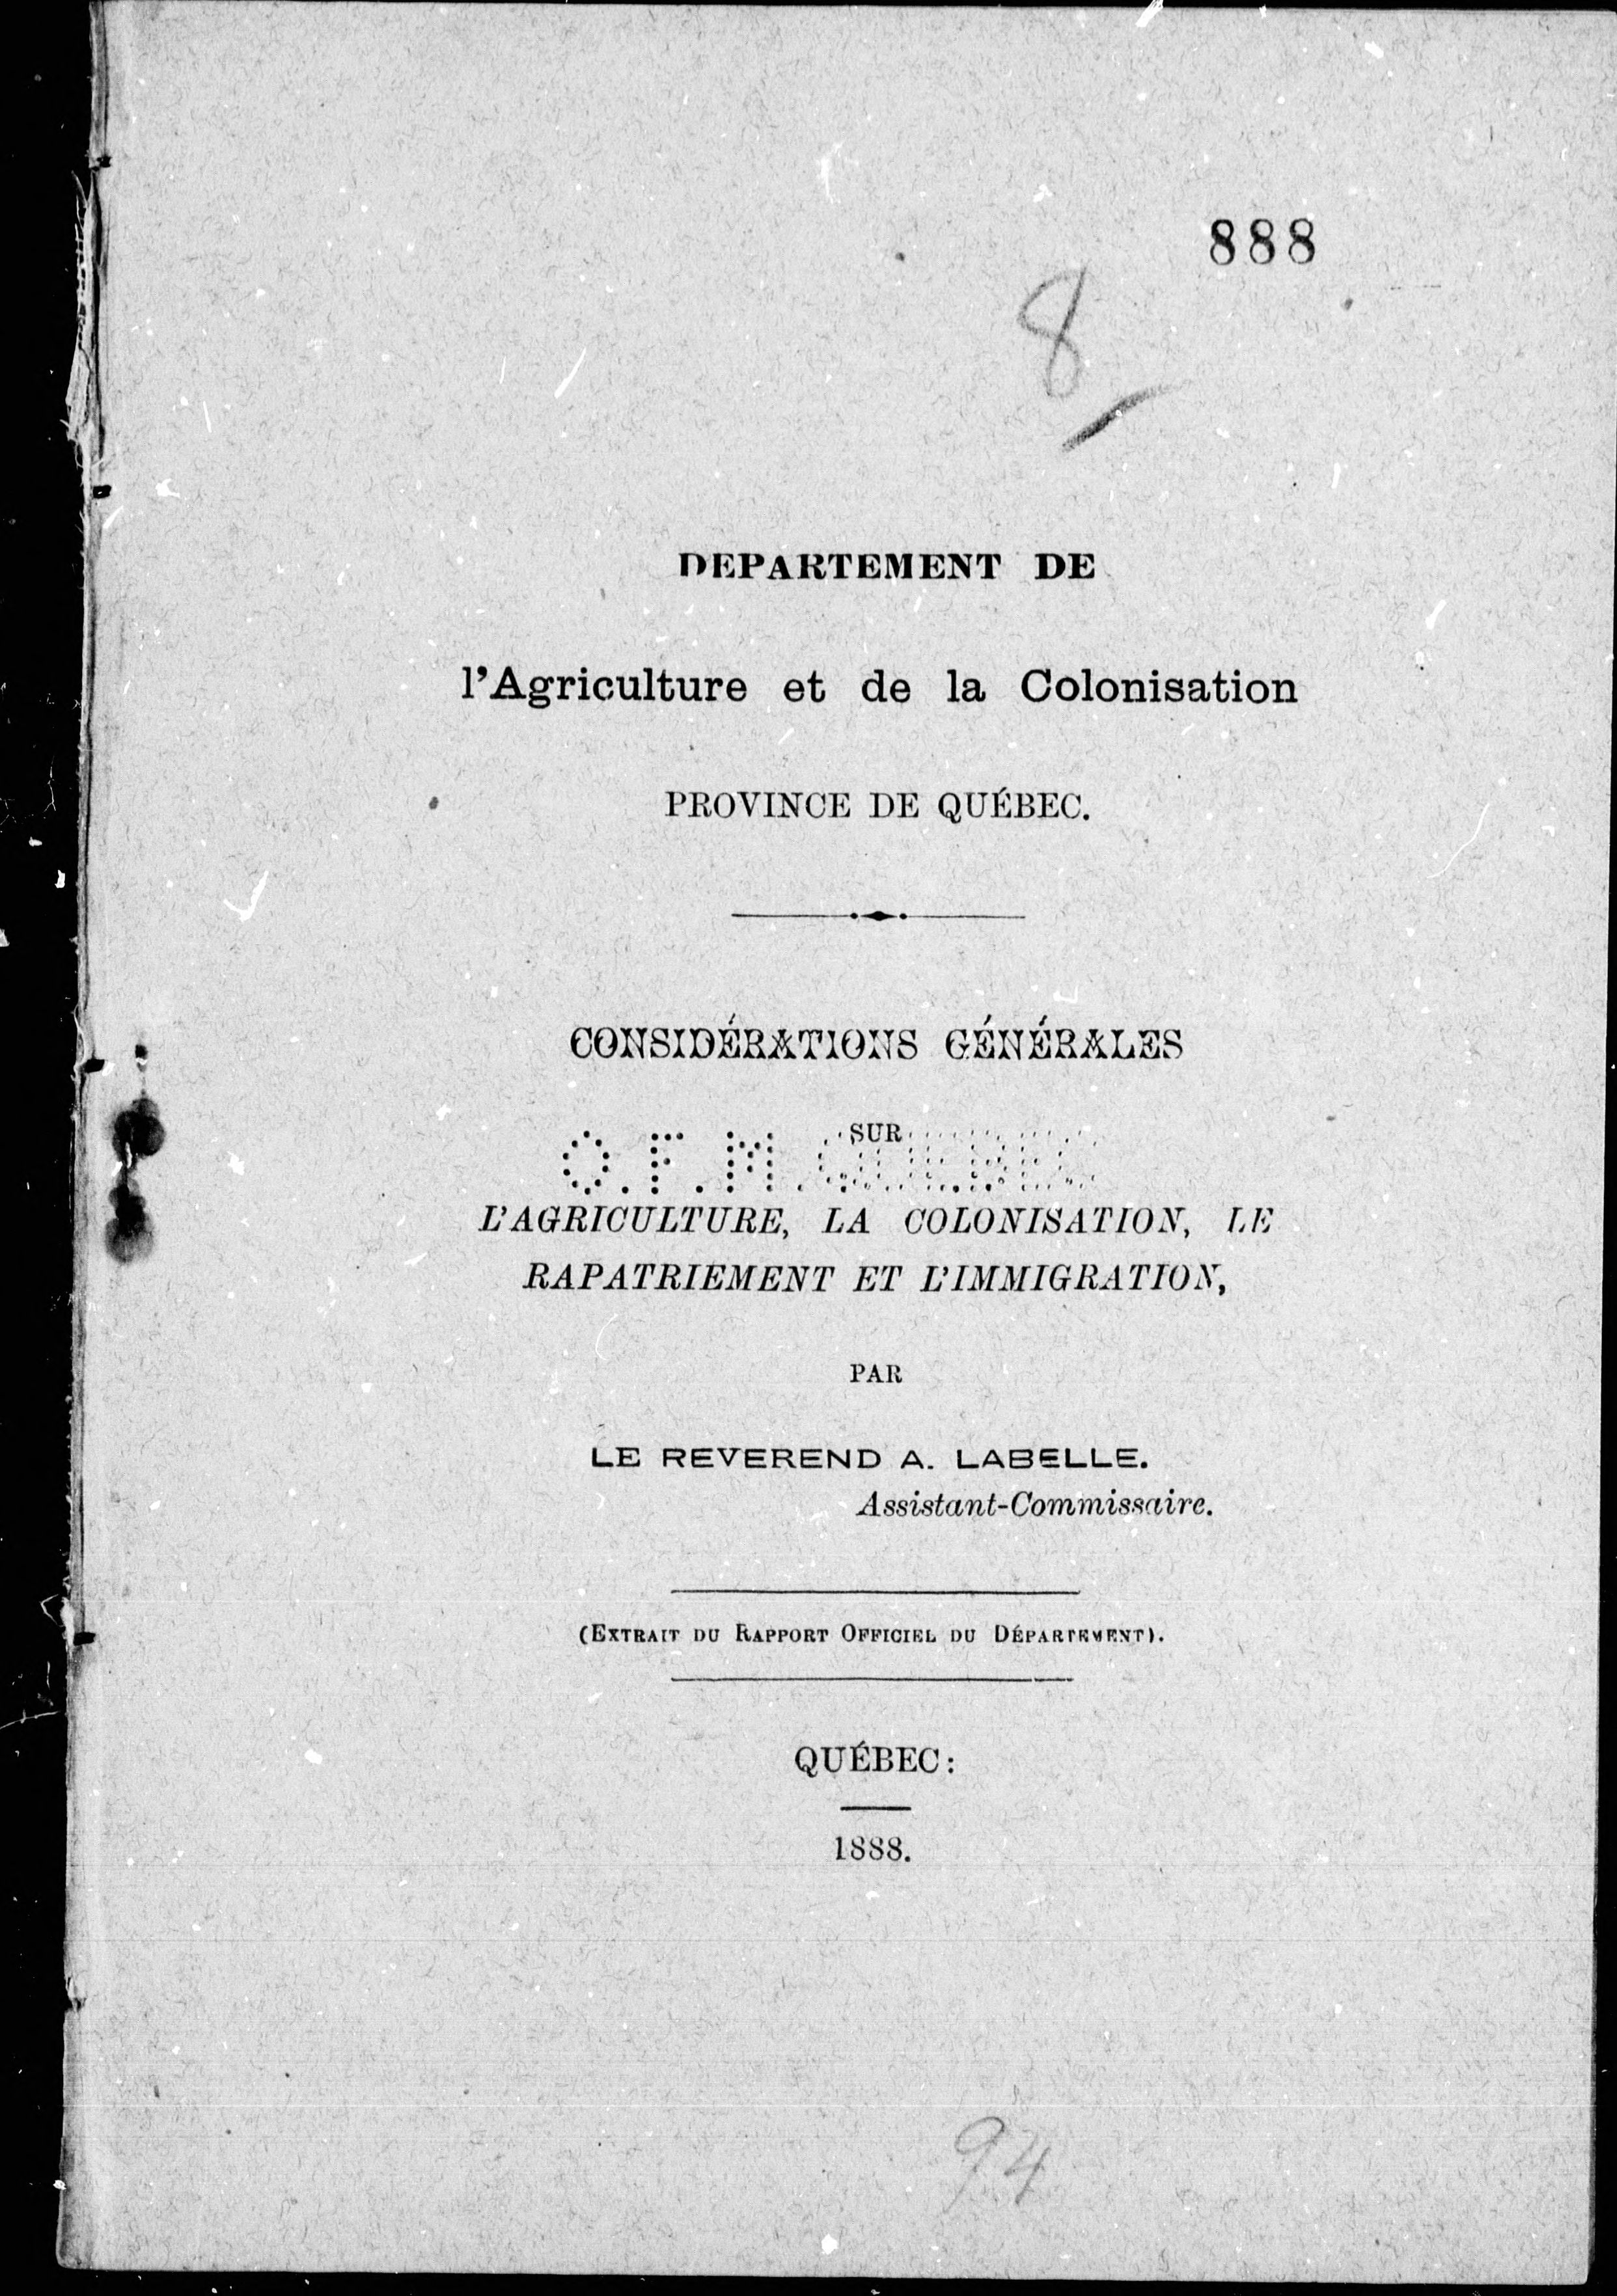 888
8
DEPARTEMENT DE
l'Agriculture et de la Colonisation
PROVINCE DE QUÉBEC.
CONSIDÉRATIONS GÉNÉRALES
SUR
O.F.M. QUEBEC.
L'AGRICULTURE, LA COLONISATION, LE
RAPATRIEMENT ET L'IMMIGRATION,
PAR
LE REVEREND A. LABELLE.
Assistant-Commissaire.
(EXTRAIT DU RAPPORT OFFICIEL DU DÉPARTEMENT).
QUÉBEC:
1888.
94